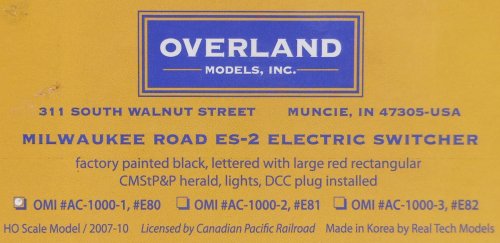 OVERLAND
MODELS, INC.
311 SOUTH WALNUT STREET MUNCIE, IN 47305-USA
MILWAUKEE ROAD ES-2 ELECTRIC SWITCHER
factory painted black, lettered with large red rectangular
CMStP&P herald, lights, DCC plug installed
OMI #AC-1000-1, #E80 OMI #AC-1000-2, #E81 OMI #AC-1000-3, #E82
HO Scale Model / 2007-10 Licensed by Canadian Pacific Railroad Made in Korea by Real Tech Models